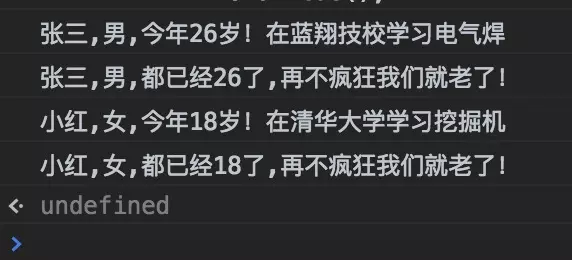 张三,男,今年26岁! 在蓝翔技校学习电气焊
张三,男,都已经26了,再不疯狂我们就老了!
小红,女,今年18岁! 在清华大学学习挖掘机
小红,女,都已经18了,再不疯狂我们就老了!
undefined